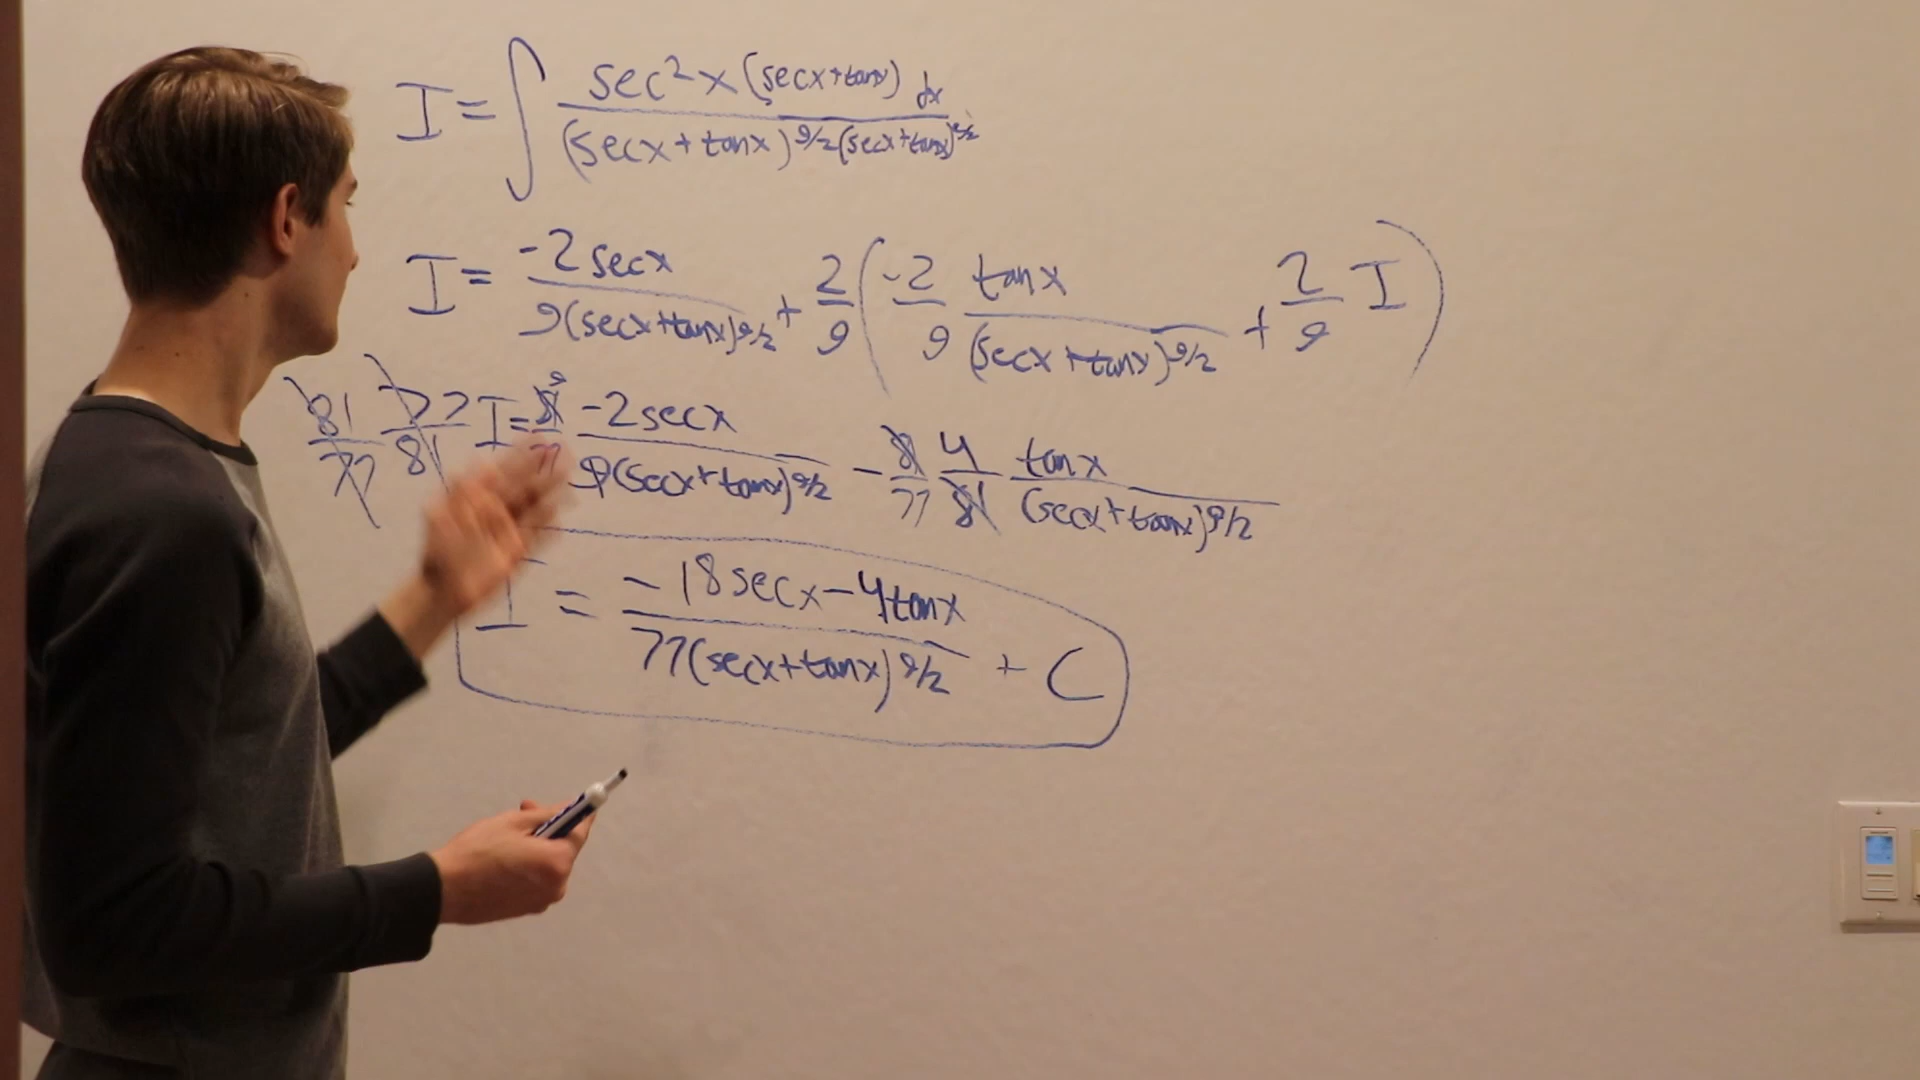 I = ∫ sec²x (secx+tanx) dx / (secx+tanx)^9/2 (secx+tanx)^2/2
I = -2secx / 9(secx+tanx)^9/2 + 2/9 ( -2/9 tanx / (secx+tanx)^9/2 + 2/9 I )
81/77 77/81 I = 81 9/77 -2secx / 9(secx+tanx)^9/2 - 81/77 4/81 tanx / (secx+tanx)^9/2
I = -18secx-4tanx / 77(secx+tanx)^9/2 + C